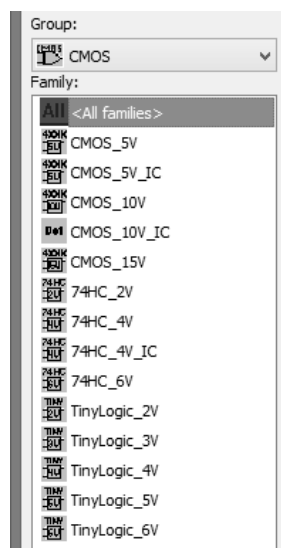 Group:
CMOS
Family:
All <All families>
CMOS_5V
CMOS_5V_IC
CMOS_10V
CMOS_10V_IC
CMOS_15V
74HC_2V
74HC_4V
74HC_4V_IC
74HC_6V
TinyLogic_2V
TinyLogic_3V
TinyLogic_4V
TinyLogic_5V
TinyLogic_6V